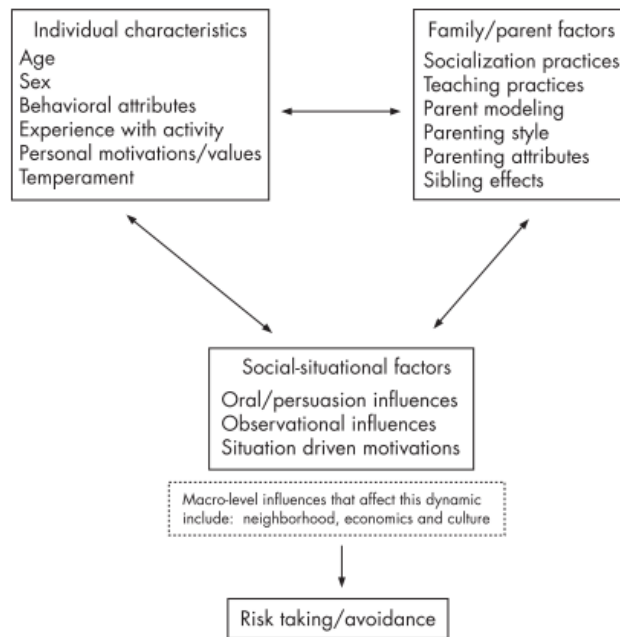 Individual characteristics
Age
Sex
Behavioral attributes
Experience with activity
Personal motivations/values
Temperament
Family/parent factors
Socialization practices
Teaching practices
Parent modeling
Parenting style
Parenting attributes
Sibling effects
Social-situational factors
Oral/persuasion influences
Observational influences
Situation driven motivations
Macro-level influences that affect this dynamic
include: neighborhood, economics and culture
Risk taking/avoidance